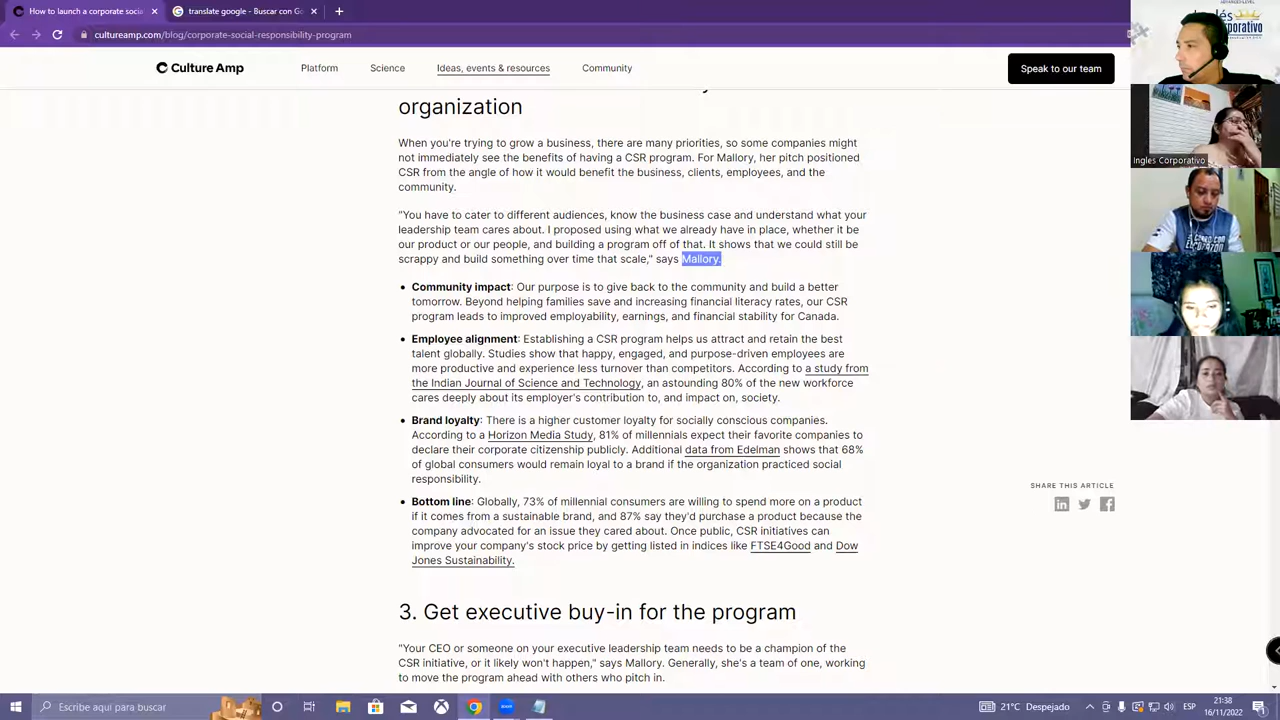 How to launch a corporate social
translate google - Buscar con Go
cultureamp.com/blog/corporate-social-responsibility-program
Culture Amp
Platform
Science
Ideas, events & resources
Community
Speak to our team
organization
When you're trying to grow a business, there are many priorities, so some companies might
not immediately see the benefits of having a CSR program. For Mallory, her pitch positioned
CSR from the angle of how it would benefit the business, clients, employees, and the
community.
"You have to cater to different audiences, know the business case and understand what your
leadership team cares about. I proposed using what we already have in place, whether it be
our product or our people, and building a program off of that. It shows that we could still be
scrappy and build something over time that scale," says Mallory.
• Community impact: Our purpose is to give back to the community and build a better
tomorrow. Beyond helping families save and increasing financial literacy rates, our CSR
program leads to improved employability, earnings, and financial stability for Canada.
• Employee alignment: Establishing a CSR program helps us attract and retain the best
talent globally. Studies show that happy, engaged, and purpose-driven employees are
more productive and experience less turnover than competitors. According to a study from
the Indian Journal of Science and Technology, an astounding 80% of the new workforce
cares deeply about its employer's contribution to, and impact on, society.
• Brand loyalty: There is a higher customer loyalty for socially conscious companies.
According to a Horizon Media Study, 81% of millennials expect their favorite companies to
declare their corporate citizenship publicly. Additional data from Edelman shows that 68%
of global consumers would remain loyal to a brand if the organization practiced social
responsibility.
• Bottom line: Globally, 73% of millennial consumers are willing to spend more on a product
if it comes from a sustainable brand, and 87% say they'd purchase a product because the
company advocated for an issue they cared about. Once public, CSR initiatives can
improve your company's stock price by getting listed in indices like FTSE4Good and Dow
Jones Sustainability.
SHARE THIS ARTICLE
3. Get executive buy-in for the program
"Your CEO or someone on your executive leadership team needs to be a champion of the
CSR initiative, or it likely won't happen," says Mallory. Generally, she's a team of one, working
to move the program ahead with others who pitch in.
Ingles Corporativo
Escribe aquí para buscar
21°C Despejado
ESP
21:38
16/11/2022